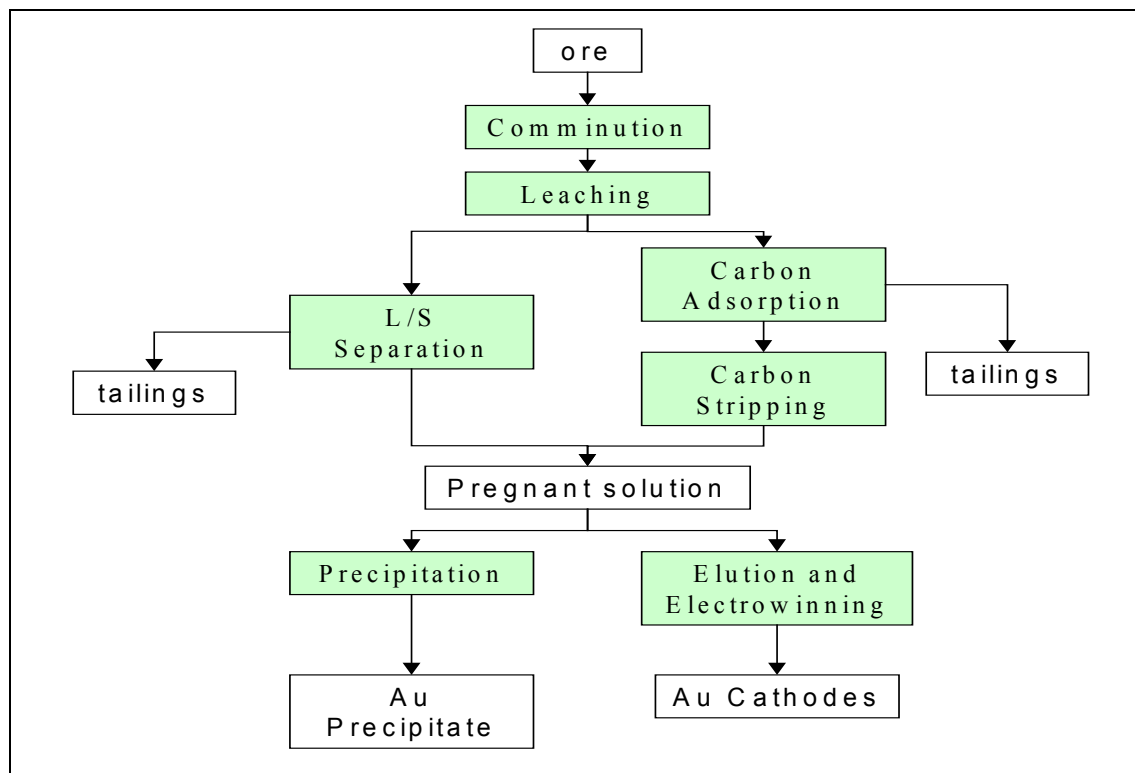 ore
Comminution
Leaching
Carbon
Adsorption
L/S
Separation
tailings
Carbon
Stripping
tailings
Pregnant solution
Precipitation
Elution and
Electrowinning
Au
Precipitate
Au Cathodes